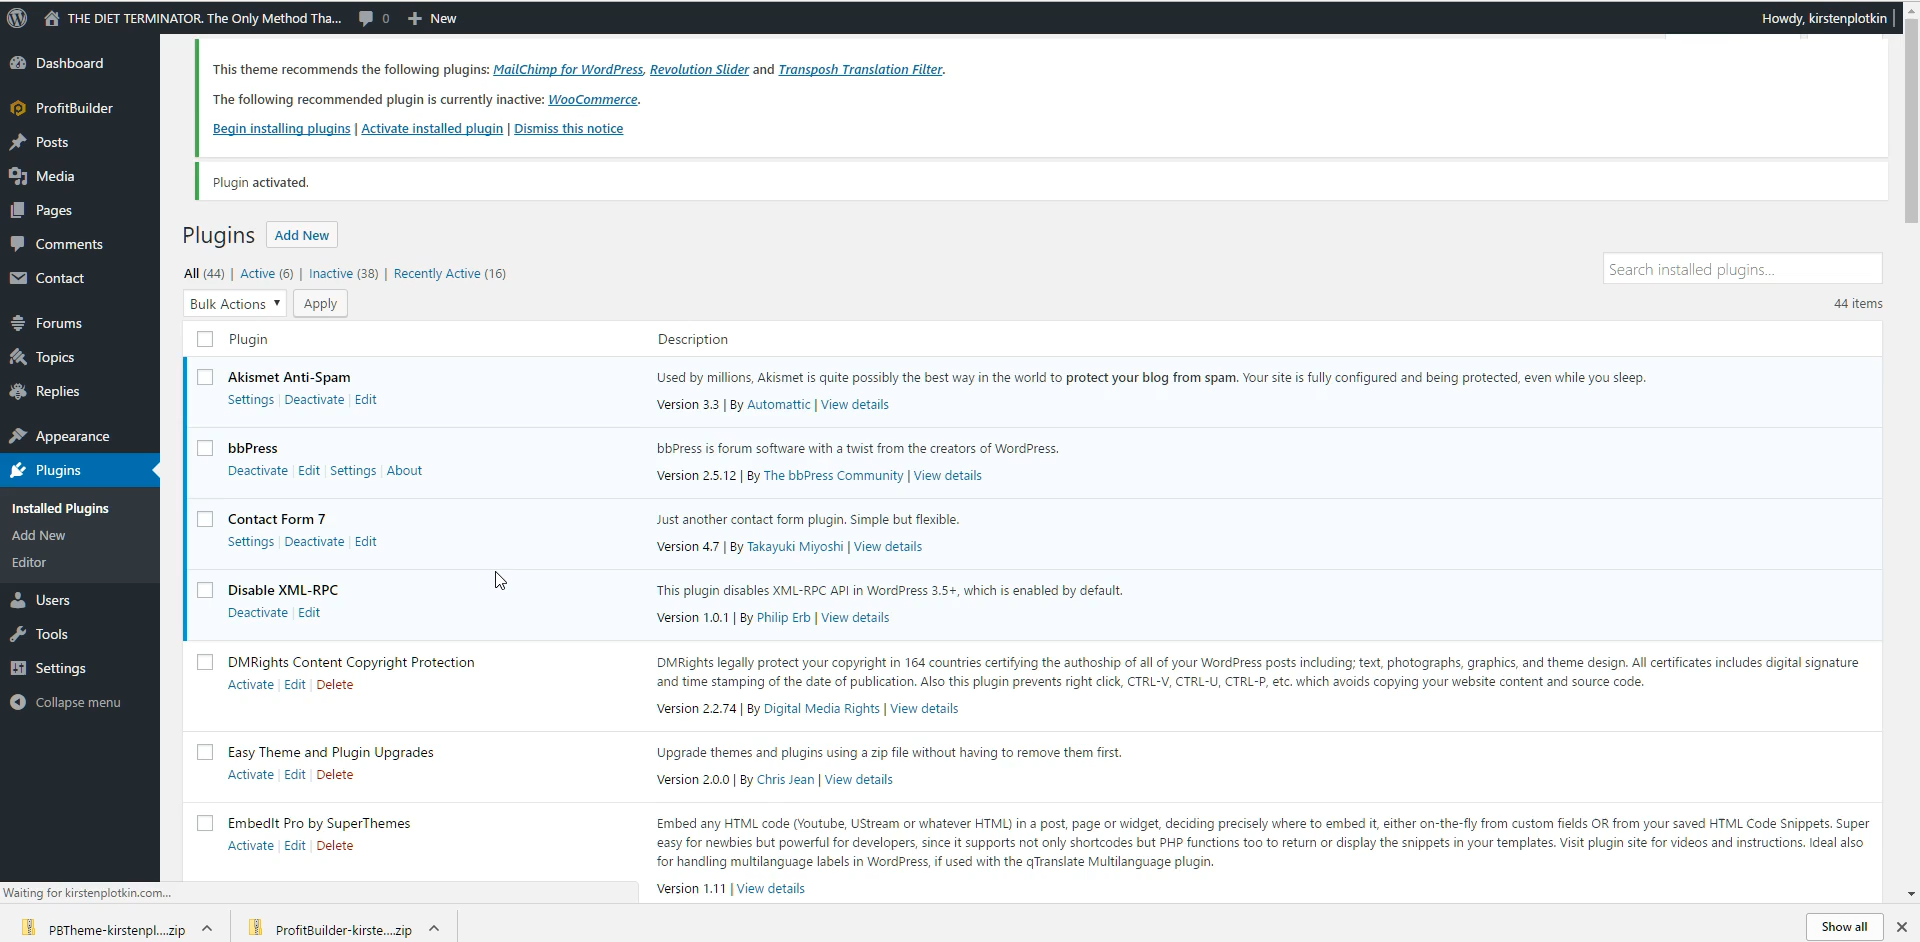 THE DIET TERMINATOR. The Only Method Tha... 0 New Howdy, kirstenplotkin
Dashboard
ProfitBuilder
Posts
Media
Pages
Comments
Contact
Forums
Topics
Replies
Appearance
Plugins
Installed Plugins
Add New
Editor
Users
Tools
Settings
Collapse menu
This theme recommends the following plugins: MailChimp for WordPress, Revolution Slider and Transposh Translation Filter.
The following recommended plugin is currently inactive: WooCommerce.
Begin installing plugins | Activate installed plugin | Dismiss this notice
Plugin activated.
Plugins Add New
All (44) | Active (6) | Inactive (38) | Recently Active (16)
Search installed plugins...
Bulk Actions Apply
44 items
Plugin Description
Akismet Anti-Spam
Settings | Deactivate | Edit
Used by millions, Akismet is quite possibly the best way in the world to protect your blog from spam. Your site is fully configured and being protected, even while you sleep.
Version 3.3 | By Automattic | View details
bbPress
Deactivate | Edit | Settings | About
bbPress is forum software with a twist from the creators of WordPress.
Version 2.5.12 | By The bbPress Community | View details
Contact Form 7
Settings | Deactivate | Edit
Just another contact form plugin. Simple but flexible.
Version 4.7 | By Takayuki Miyoshi | View details
Disable XML-RPC
Deactivate | Edit
This plugin disables XML-RPC API in WordPress 3.5+, which is enabled by default.
Version 1.0.1 | By Philip Erb | View details
DMRights Content Copyright Protection
Activate | Edit | Delete
DMRights legally protect your copyright in 164 countries certifying the authoship of all of your WordPress posts including; text, photographs, graphics, and theme design. All certificates includes digital signature
and time stamping of the date of publication. Also this plugin prevents right click, CTRL-V, CTRL-U, CTRL-P, etc. which avoids copying your website content and source code.
Version 2.2.74 | By Digital Media Rights | View details
Easy Theme and Plugin Upgrades
Activate | Edit | Delete
Upgrade themes and plugins using a zip file without having to remove them first.
Version 2.0.0 | By Chris Jean | View details
EmbedIt Pro by SuperThemes
Activate | Edit | Delete
Embed any HTML code (Youtube, UStream or whatever HTML) in a post, page or widget, deciding precisely where to embed it, either on-the-fly from custom fields OR from your saved HTML Code Snippets. Super
easy for newbies but powerful for developers, since it supports not only shortcodes but PHP functions too to return or display the snippets in your templates. Visit plugin site for videos and instructions. Ideal also
for handling multilanguage labels in WordPress, if used with the qTranslate Multilanguage plugin.
Version 1.11 | View details
Waiting for kirstenplotkin.com...
PBTheme-kirstenpl....zip ProfitBuilder-kirste....zip Show all